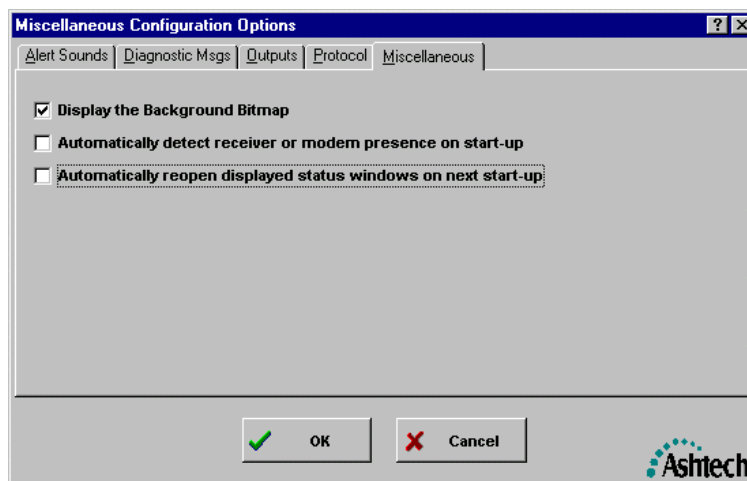 Miscellaneous Configuration Options
Alert Sounds Diagnostic Msgs Outputs Protocol Miscellaneous
Display the Background Bitmap
Automatically detect receiver or modem presence on start-up
Automatically reopen displayed status windows on next start-up
OK Cancel
Ashtech